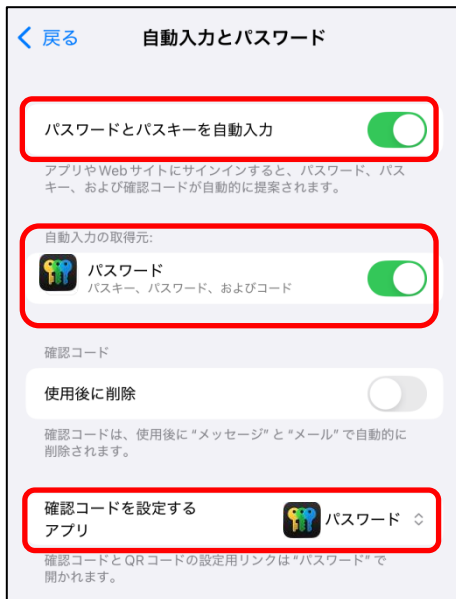 戻る 自動入力とパスワード
パスワードとパスキーを自動入力
アプリやWebサイトにサインインすると、パスワード、パス
キー、および確認コードが自動的に提案されます。
自動入力の取得元:
パスワード
パスキー、パスワード、およびコード
確認コード
使用後に削除
確認コードは、使用後に“メッセージ”と“メール”で自動的に
削除されます。
確認コードを設定する
アプリ
パスワード
確認コードとQRコードの設定用リンクは“パスワード”で
開かれます。